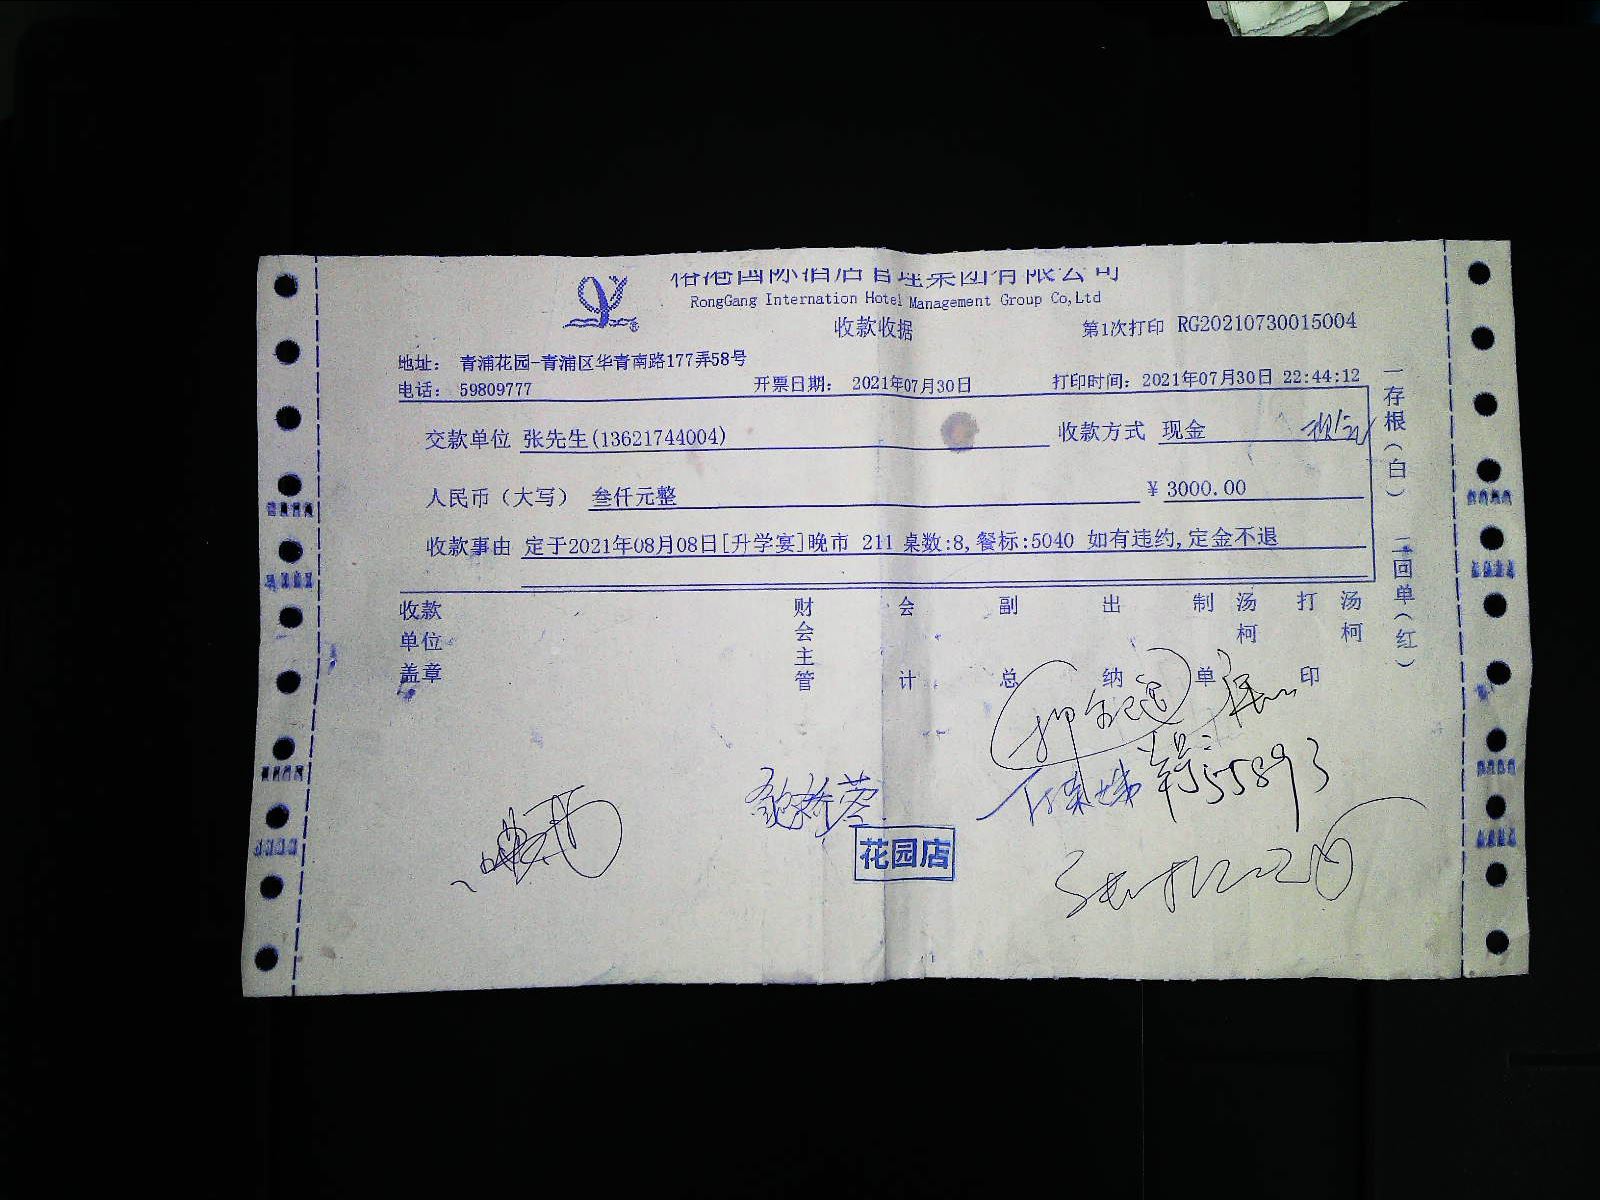 国际酒店管理集团有限公司
RongGang Internation Hotel Management Group Co,Ltd
收款收据
第1次打印 RG20210730015004
地址： 青浦花园-青浦区华青南路177弄58号
电话： 59809777 开票日期： 2021年07月30日 打印时间：2021年07月30日 22:44:12
交款单位 张先生(13621744004) 收款方式 现金
人民币（大写） 叁仟元整 ¥ 3000.00
收款事由 定于2021年08月08日[升学宴]晚市 211 桌数:8,餐标:5040 如有违约,定金不退
一存根（白） 二回单（红）
收款单位盖章 财会主管 会计 副总 出纳 制单 汤柯 打印 汤柯
55893
花园店